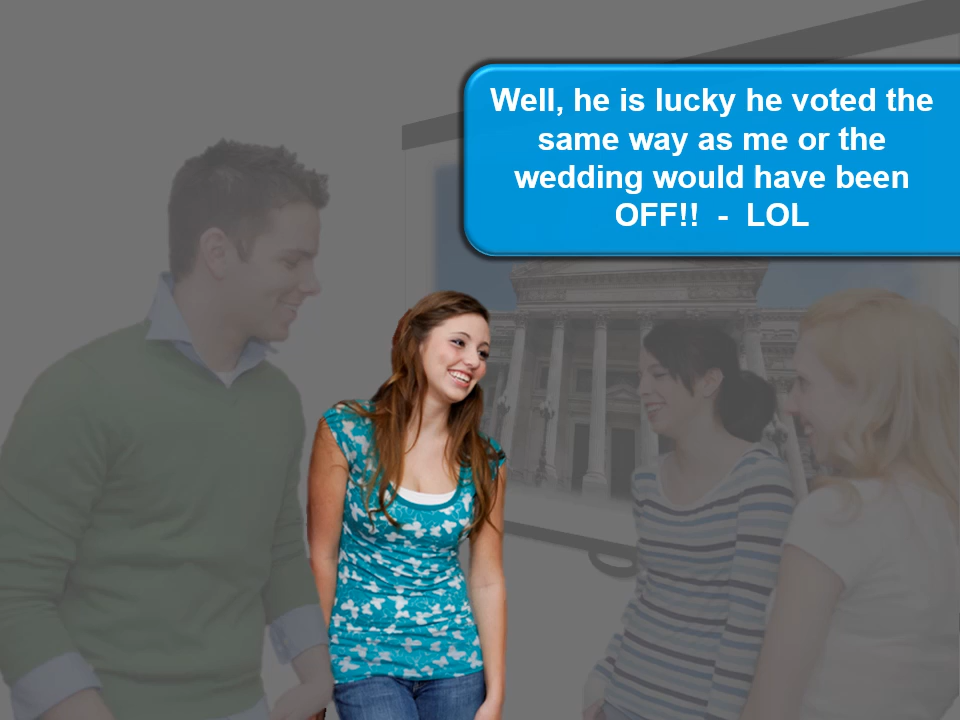 Well, he is lucky he voted the
same way as me or the
wedding would have been
OFF!!  -  LOL